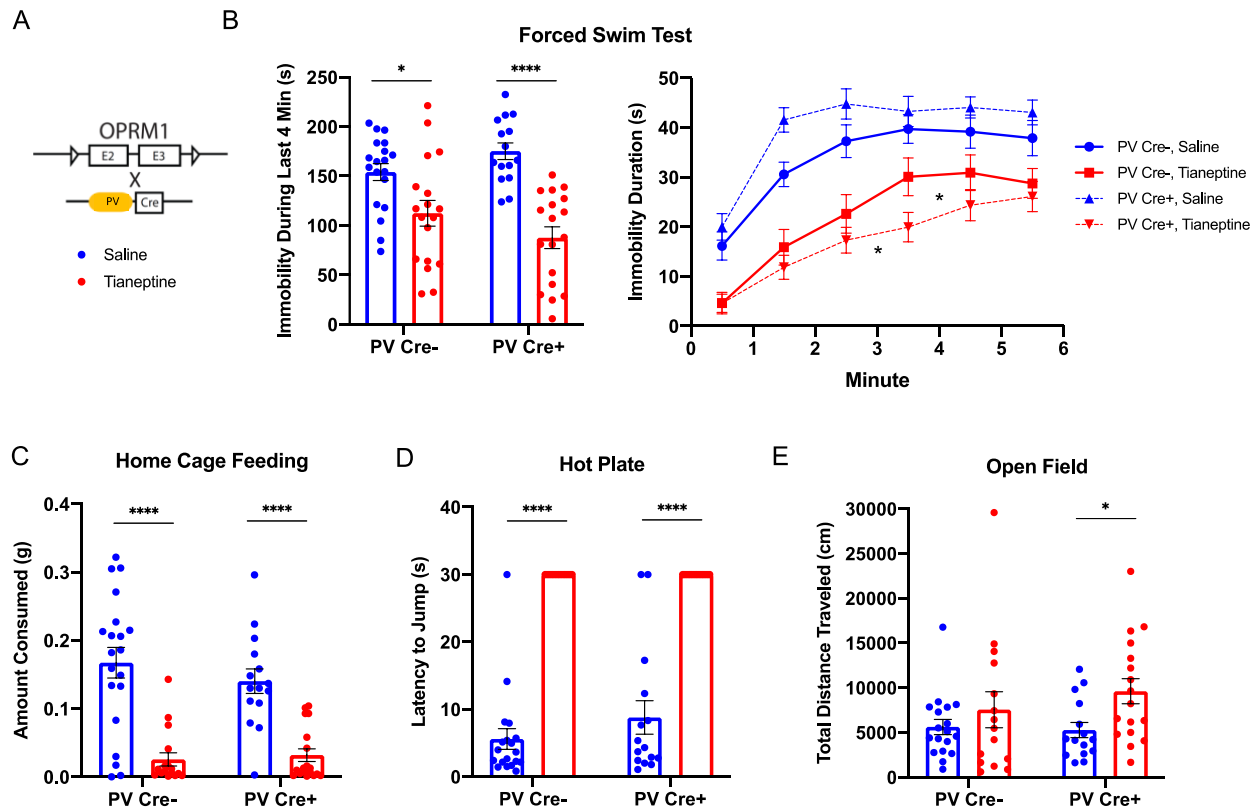 A
OPRM1
E2
E3
X
PV
Cre
Saline
Tianeptine
B
Forced Swim Test
Immobility During Last 4 Min (s)
250
200
150
100
50
0
*
****
PV Cre-
PV Cre+
Immobility Duration (s)
50
40
30
20
10
0
*
*
0
1
2
3
4
5
6
Minute
PV Cre-, Saline
PV Cre-, Tianeptine
PV Cre+, Saline
PV Cre+, Tianeptine
C
Home Cage Feeding
Amount Consumed (g)
0.4
0.3
0.2
0.1
0.0
****
****
PV Cre-
PV Cre+
D
Hot Plate
Latency to Jump (s)
40
30
20
10
0
****
****
PV Cre-
PV Cre+
E
Open Field
Total Distance Traveled (cm)
30000
25000
20000
15000
10000
5000
0
*
PV Cre-
PV Cre+